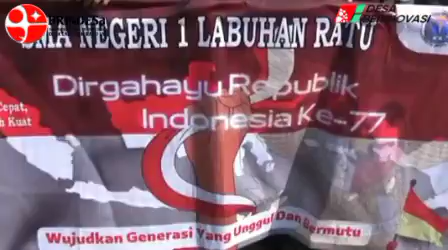 DESA
BERINOVASI
SMA NEGERI 1 LABUHAN RATU
Dirgahayu Republik
Indonesia Ke-77
Cepat,
Kuat
Wujudkan Generasi Yang Unggul Dan Bermutu